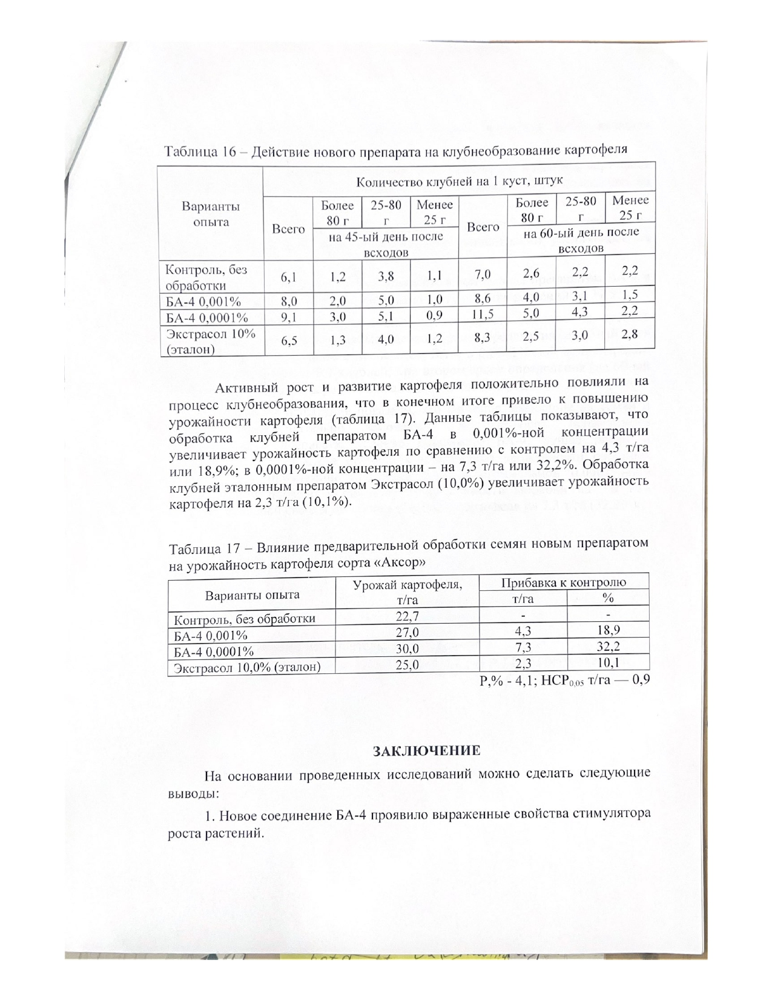 Таблица 16 – Действие нового препарата на клубнеобразование картофеля
Варианты опыта
Количество клубней на 1 куст, штук
Всего
Более 80 г
25-80 г
Менее 25 г
Всего
Более 80 г
25-80 г
Менее 25 г
на 45-ый день после всходов
на 60-ый день после всходов
Контроль, без обработки 6,1 1,2 3,8 1,1 7,0 2,6 2,2 2,2
БА-4 0,001% 8,0 2,0 5,0 1,0 8,6 4,0 3,1 1,5
БА-4 0,0001% 9,1 3,0 5,1 0,9 11,5 5,0 4,3 2,2
Экстрасол 10% (эталон) 6,5 1,3 4,0 1,2 8,3 2,5 3,0 2,8
Активный рост и развитие картофеля положительно повлияли на
процесс клубнеобразования, что в конечном итоге привело к повышению
урожайности картофеля (таблица 17). Данные таблицы показывают, что
обработка клубней препаратом БА-4 в 0,001%-ной концентрации
увеличивает урожайность картофеля по сравнению с контролем на 4,3 т/га
или 18,9%; в 0,0001%-ной концентрации – на 7,3 т/га или 32,2%. Обработка
клубней эталонным препаратом Экстрасол (10,0%) увеличивает урожайность
картофеля на 2,3 т/га (10,1%).
Таблица 17 – Влияние предварительной обработки семян новым препаратом
на урожайность картофеля сорта «Аксор»
Варианты опыта
Урожай картофеля, т/га
Прибавка к контролю
т/га %
Контроль, без обработки 22,7 - -
БА-4 0,001% 27,0 4,3 18,9
БА-4 0,0001% 30,0 7,3 32,2
Экстрасол 10,0% (эталон) 25,0 2,3 10,1
Р,% - 4,1; НСР0,05 т/га — 0,9
ЗАКЛЮЧЕНИЕ
На основании проведенных исследований можно сделать следующие
выводы:
1. Новое соединение БА-4 проявило выраженные свойства стимулятора
роста растений.